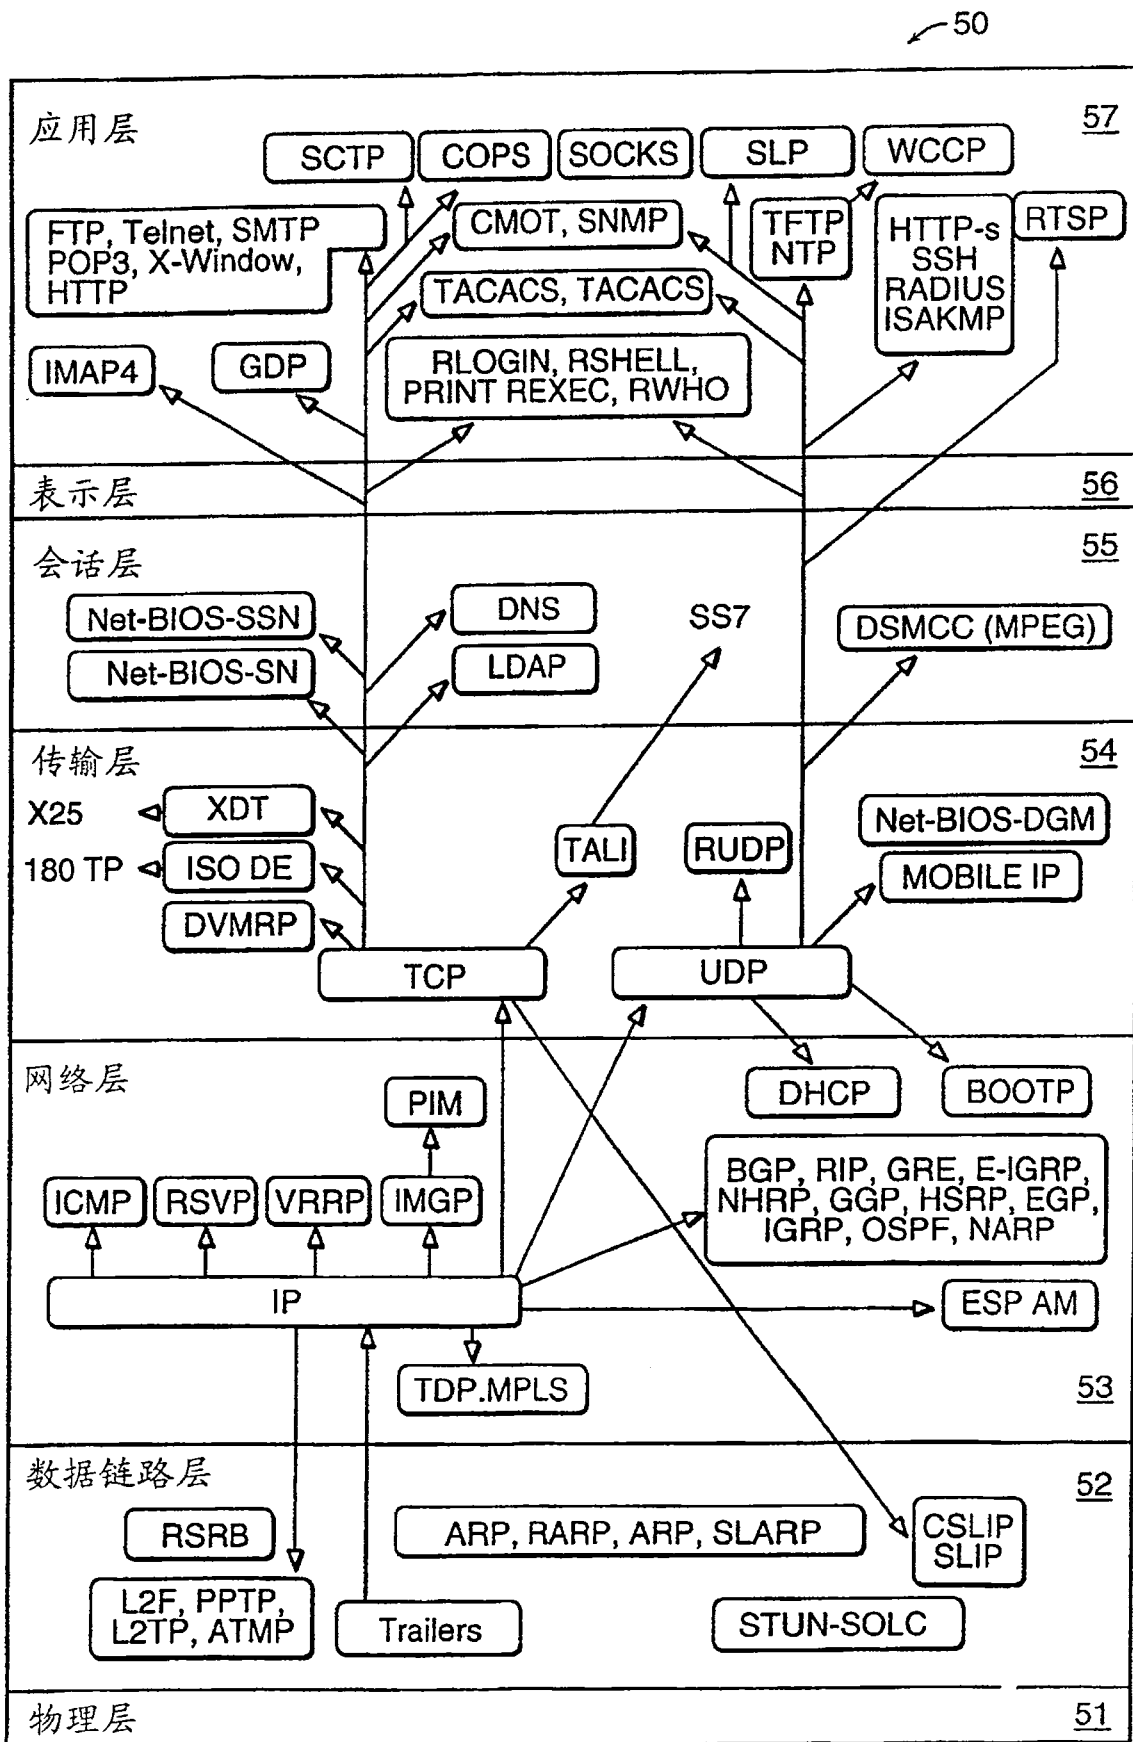 50
应用层
57
SCTP
COPS
SOCKS
SLP
WCCP
FTP, Telnet, SMTP
POP3, X-Window,
HTTP
CMOT, SNMP
TFTP
NTP
HTTP-s
SSH
RADIUS
ISAKMP
RTSP
TACACS, TACACS
IMAP4
GDP
RLOGIN, RSHELL,
PRINT REXEC, RWHO
表示层
56
会话层
55
Net-BIOS-SSN
DNS
SS7
DSMCC (MPEG)
Net-BIOS-SN
LDAP
传输层
54
X25
XDT
Net-BIOS-DGM
TALI
RUDP
180 TP
ISO DE
MOBILE IP
DVMRP
TCP
UDP
网络层
DHCP
BOOTP
PIM
BGP, RIP, GRE, E-IGRP,
NHRP, GGP, HSRP, EGP,
IGRP, OSPF, NARP
ICMP
RSVP
VRRP
IMGP
IP
ESP AM
TDP.MPLS
53
数据链路层
52
RSRB
ARP, RARP, ARP, SLARP
CSLIP
SLIP
L2F, PPTP,
L2TP, ATMP
Trailers
STUN-SOLC
物理层
51